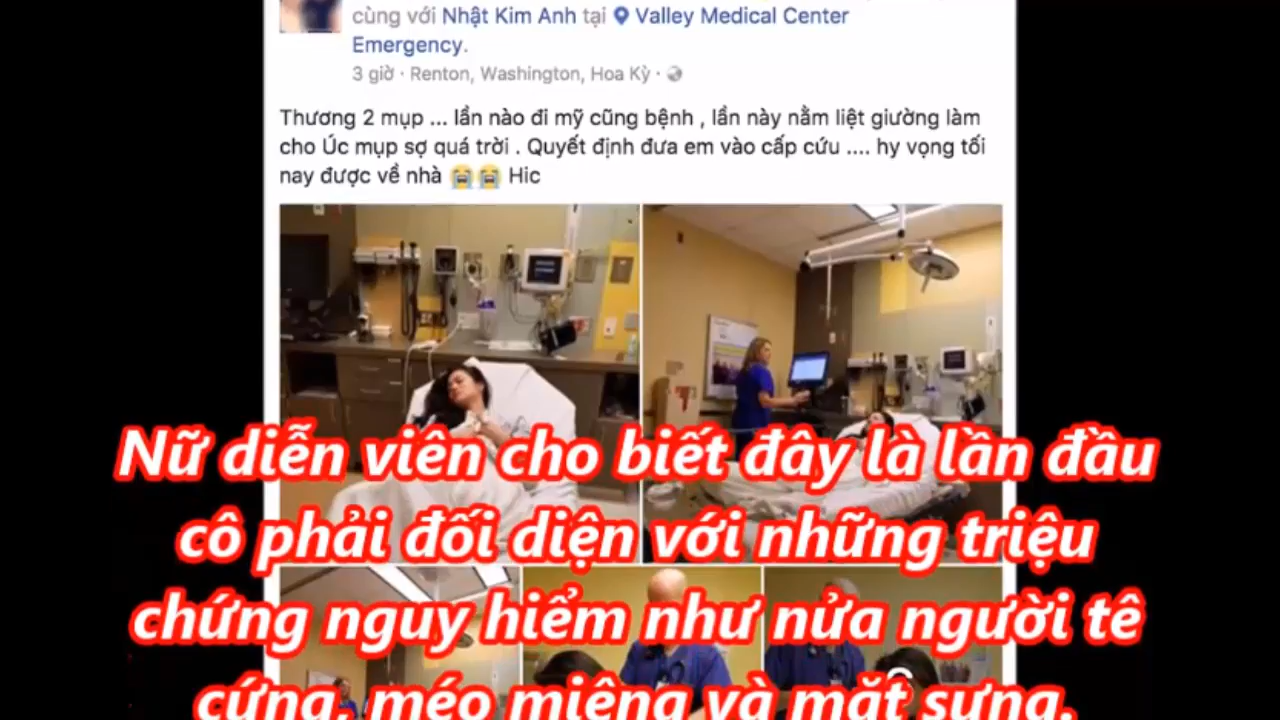 cùng với Nhật Kim Anh tại Valley Medical Center
Emergency.
3 giờ · Renton, Washington, Hoa Kỳ ·
Thương 2 mụp ... lần nào đi mỹ cũng bệnh , lần này nằm liệt giường làm
cho Úc mụp sợ quá trời . Quyết định đưa em vào cấp cứu .... hy vọng tối
nay được về nhà 😭😭 Hic
Nữ diễn viên cho biết đây là lần đầu
cô phải đối diện với những triệu
chứng nguy hiểm như nửa người tê
cứng, méo miệng và mặt sưng.